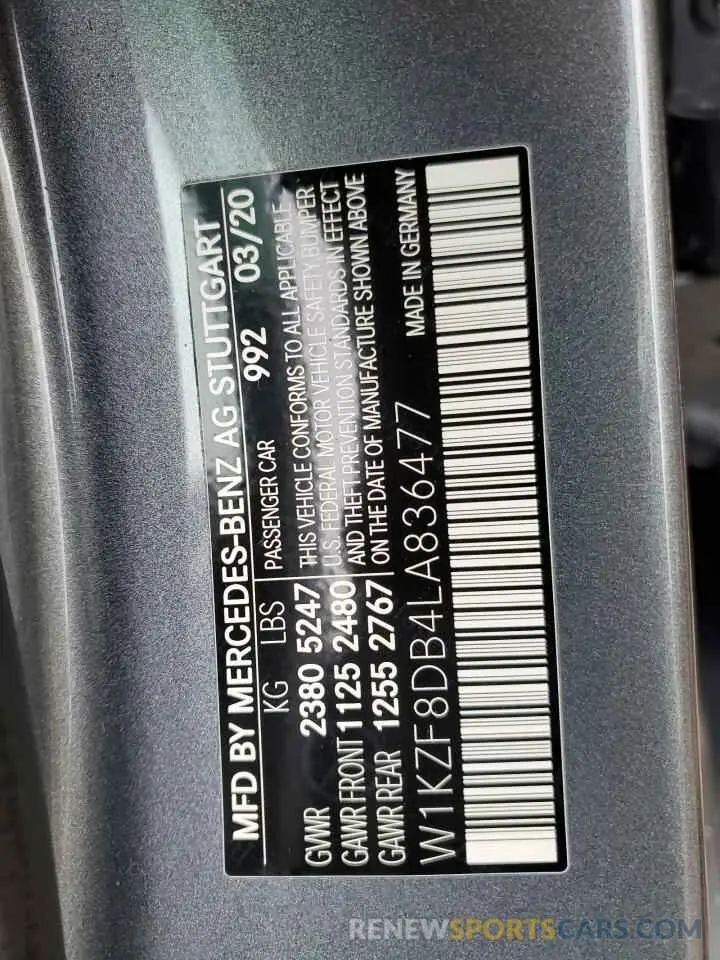 MFD BY MERCEDES-BENZ AG STUTTGART
992 03/20
KG LBS PASSENGER CAR
GVWR 2380 5247 THIS VEHICLE CONFORMS TO ALL APPLICABLE
U.S. FEDERAL MOTOR VEHICLE SAFETY BUMPER
GAWR FRONT 1125 2480 AND THEFT PREVENTION STANDARDS IN EFFECT
GAWR REAR 1255 2767 ON THE DATE OF MANUFACTURE SHOWN ABOVE
W1KZF8DB4LA836477 MADE IN GERMANY
RENEWSPORTSCARS.COM